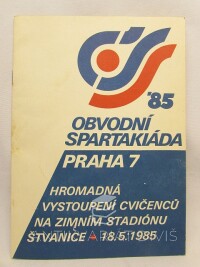 '85
OBVODNÍ
SPARTAKIÁDA
PRAHA 7
HROMADNÁ
VYSTOUPENÍ CVIČENCŮ
NA ZIMNÍM STADIÓNU
ŠTVANICE 18.5.1985